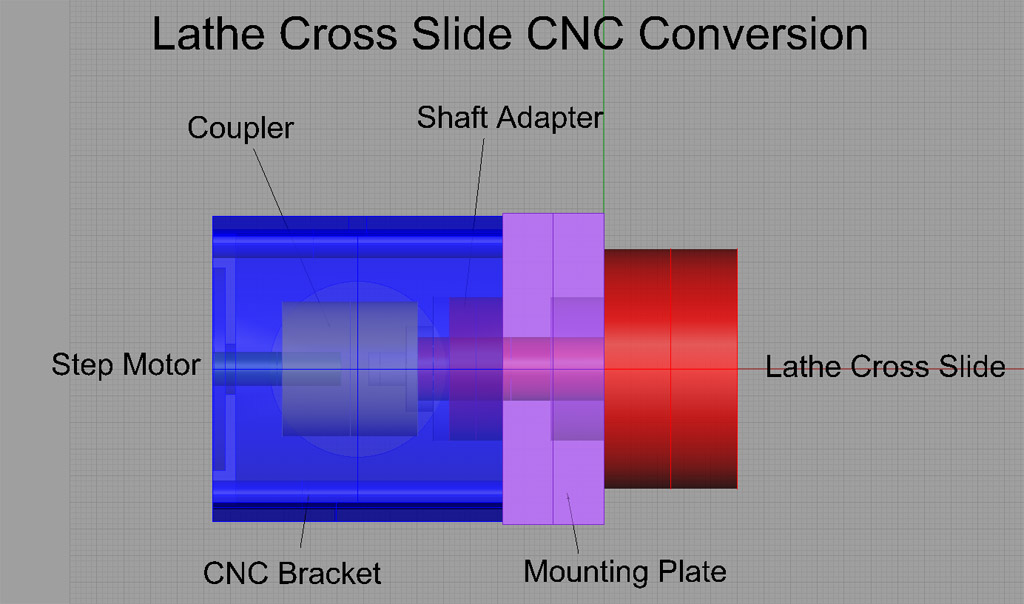 Lathe Cross Slide CNC Conversion
Coupler
Shaft Adapter
Step Motor
Lathe Cross Slide
CNC Bracket
Mounting Plate